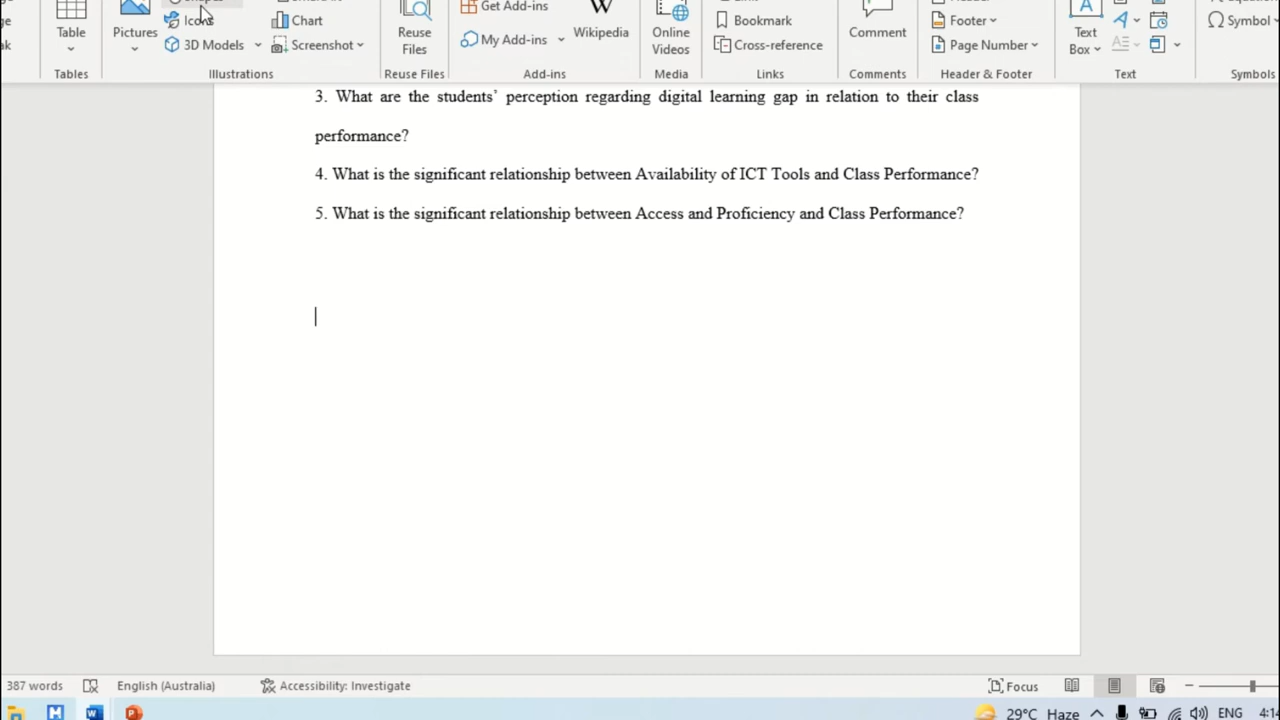 Icons
Chart
Get Add-ins
Table
Pictures
3D Models
Screenshot
Reuse
Files
My Add-ins
Wikipedia
Online
Videos
Bookmark
Cross-reference
Comment
Footer
Page Number
Text
Box
Symbol
Tables
Illustrations
Reuse Files
Add-ins
Media
Links
Comments
Header & Footer
Text
Symbols
3. What are the students’ perception regarding digital learning gap in relation to their class
performance?
4. What is the significant relationship between Availability of ICT Tools and Class Performance?
5. What is the significant relationship between Access and Proficiency and Class Performance?
387 words
English (Australia)
Accessibility: Investigate
Focus
29°C Haze
ENG